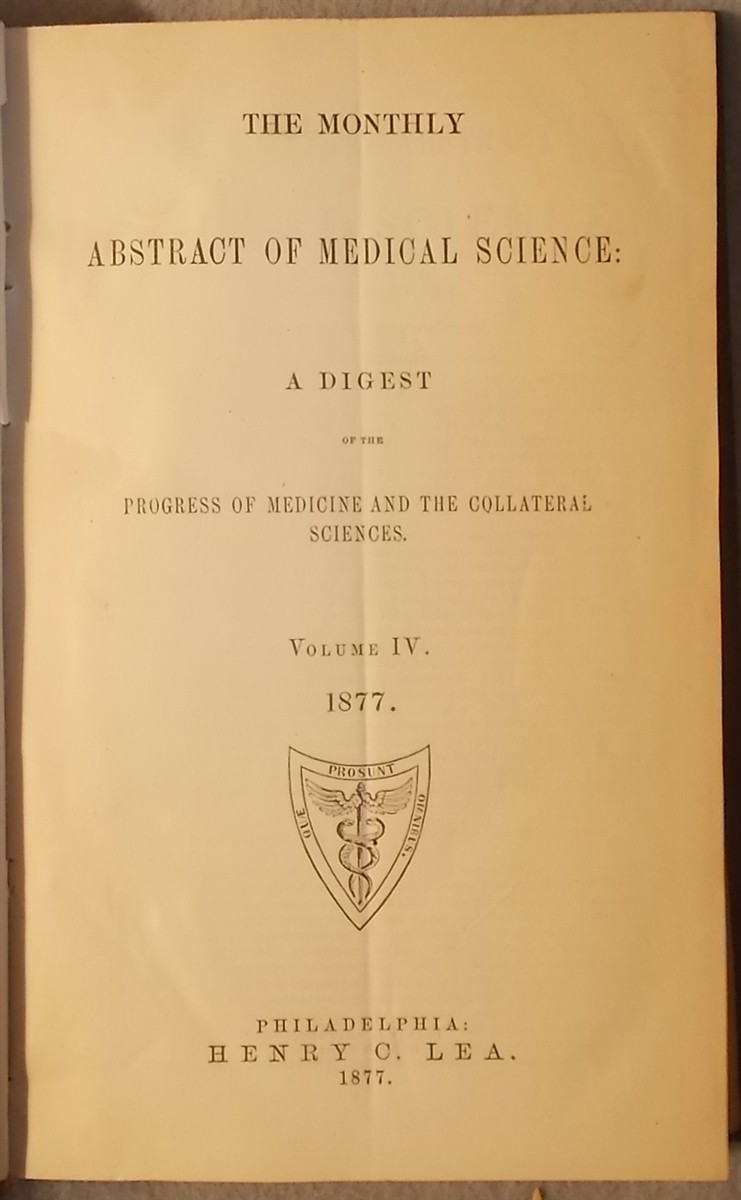 THE MONTHLY
ABSTRACT OF MEDICAL SCIENCE:
A DIGEST
OF THE
PROGRESS OF MEDICINE AND THE COLLATERAL
SCIENCES.
VOLUME IV.
1877.
QUÆ PROSUNT OMNIBUS.
PHILADELPHIA:
HENRY C. LEA.
1877.